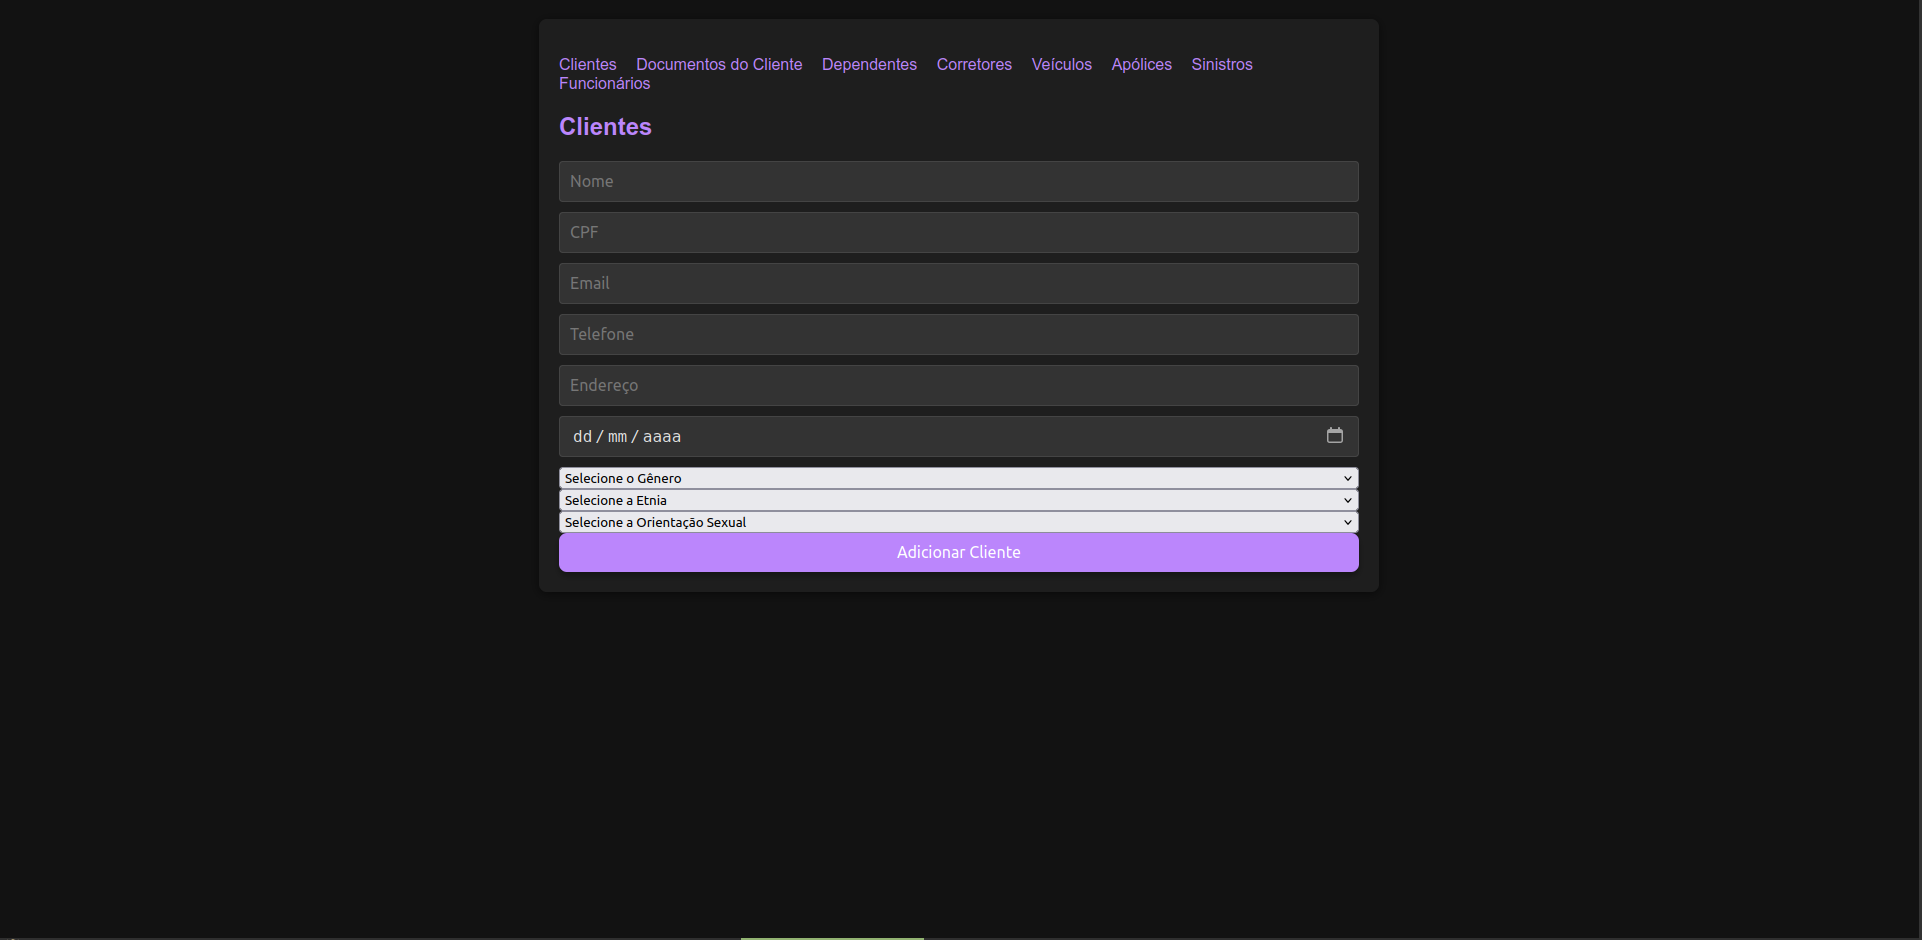 Clientes Documentos do Cliente Dependentes Corretores Veículos Apólices Sinistros
Funcionários
Clientes
Nome
CPF
Email
Telefone
Endereço
dd/mm/aaaa
Selecione o Gênero
Selecione a Etnia
Selecione a Orientação Sexual
Adicionar Cliente